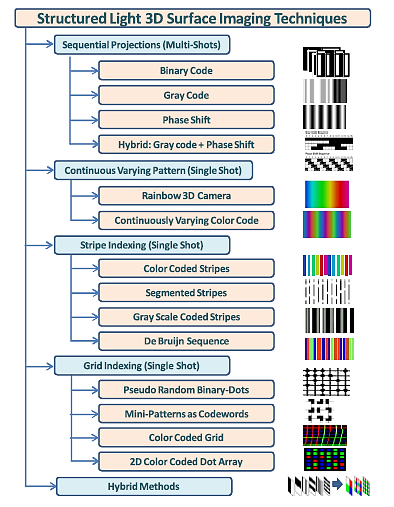 Structured Light 3D Surface Imaging Techniques
Sequential Projections (Multi-Shots)
Binary Code
Gray Code
Phase Shift
Hybrid: Gray code + Phase Shift
Continuous Varying Pattern (Single Shot)
Rainbow 3D Camera
Continuously Varying Color Code
Stripe Indexing (Single Shot)
Color Coded Stripes
Segmented Stripes
Gray Scale Coded Stripes
De Bruijn Sequence
Grid Indexing (Single Shot)
Pseudo Random Binary-Dots
Mini-Patterns as Codewords
Color Coded Grid
2D Color Coded Dot Array
Hybrid Methods